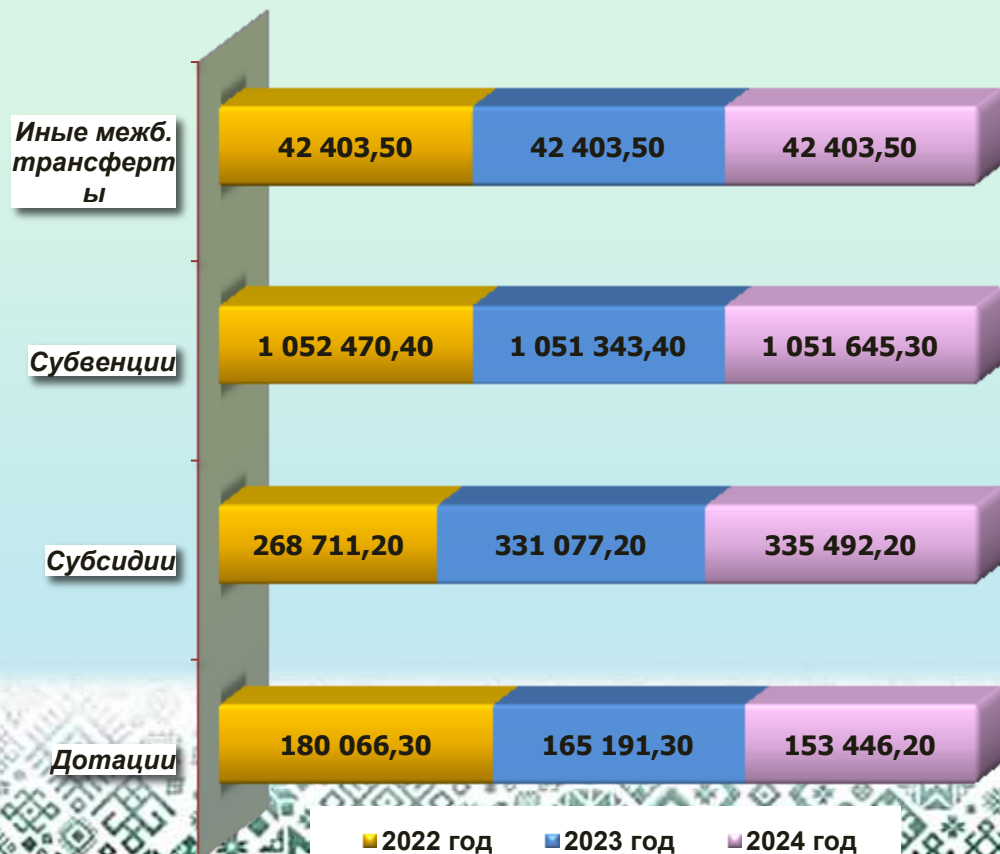 Иные межб.
трансферт
ы
42 403,50 42 403,50 42 403,50
Субвенции
1 052 470,40 1 051 343,40 1 051 645,30
Субсидии
268 711,20 331 077,20 335 492,20
Дотации
180 066,30 165 191,30 153 446,20
2022 год 2023 год 2024 год